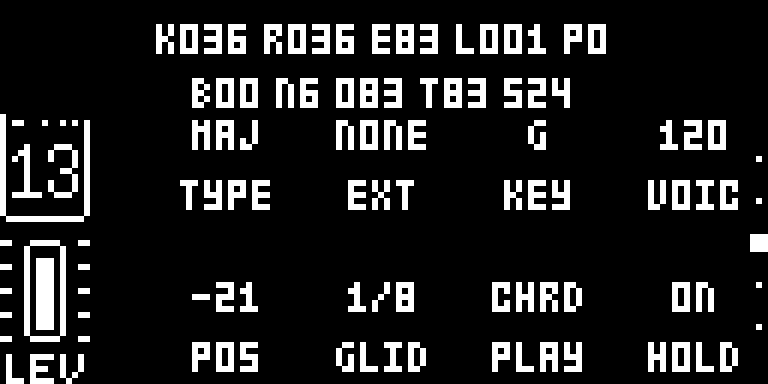 K036 R036 E83 L001 P0
B00 N6 083 T83 S24
MAJ NONE G 120
13
TYPE EXT KEY VOIC
-21 1/8 CHRD ON
LEV
POS GLID PLAY HOLD